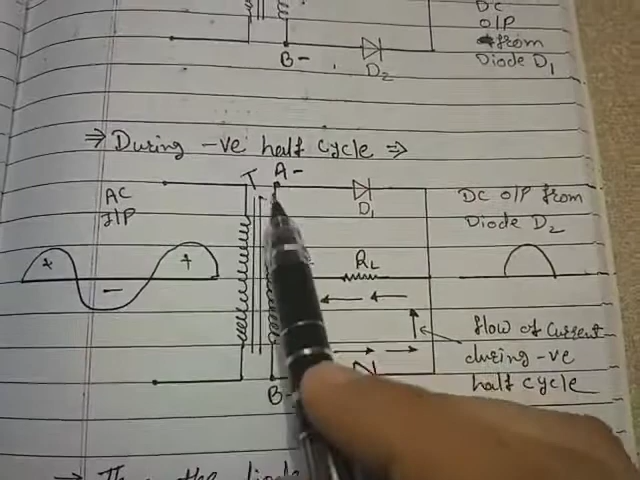 DC
O/P
from
Diode D1
B-
D2
⇒ During -ve half cycle ⇒
T
A-
AC
I/P
D1
DC O/P from
Diode D2
RL
+
+
-
flow of current
during -ve
half cycle
B-
⇒ the